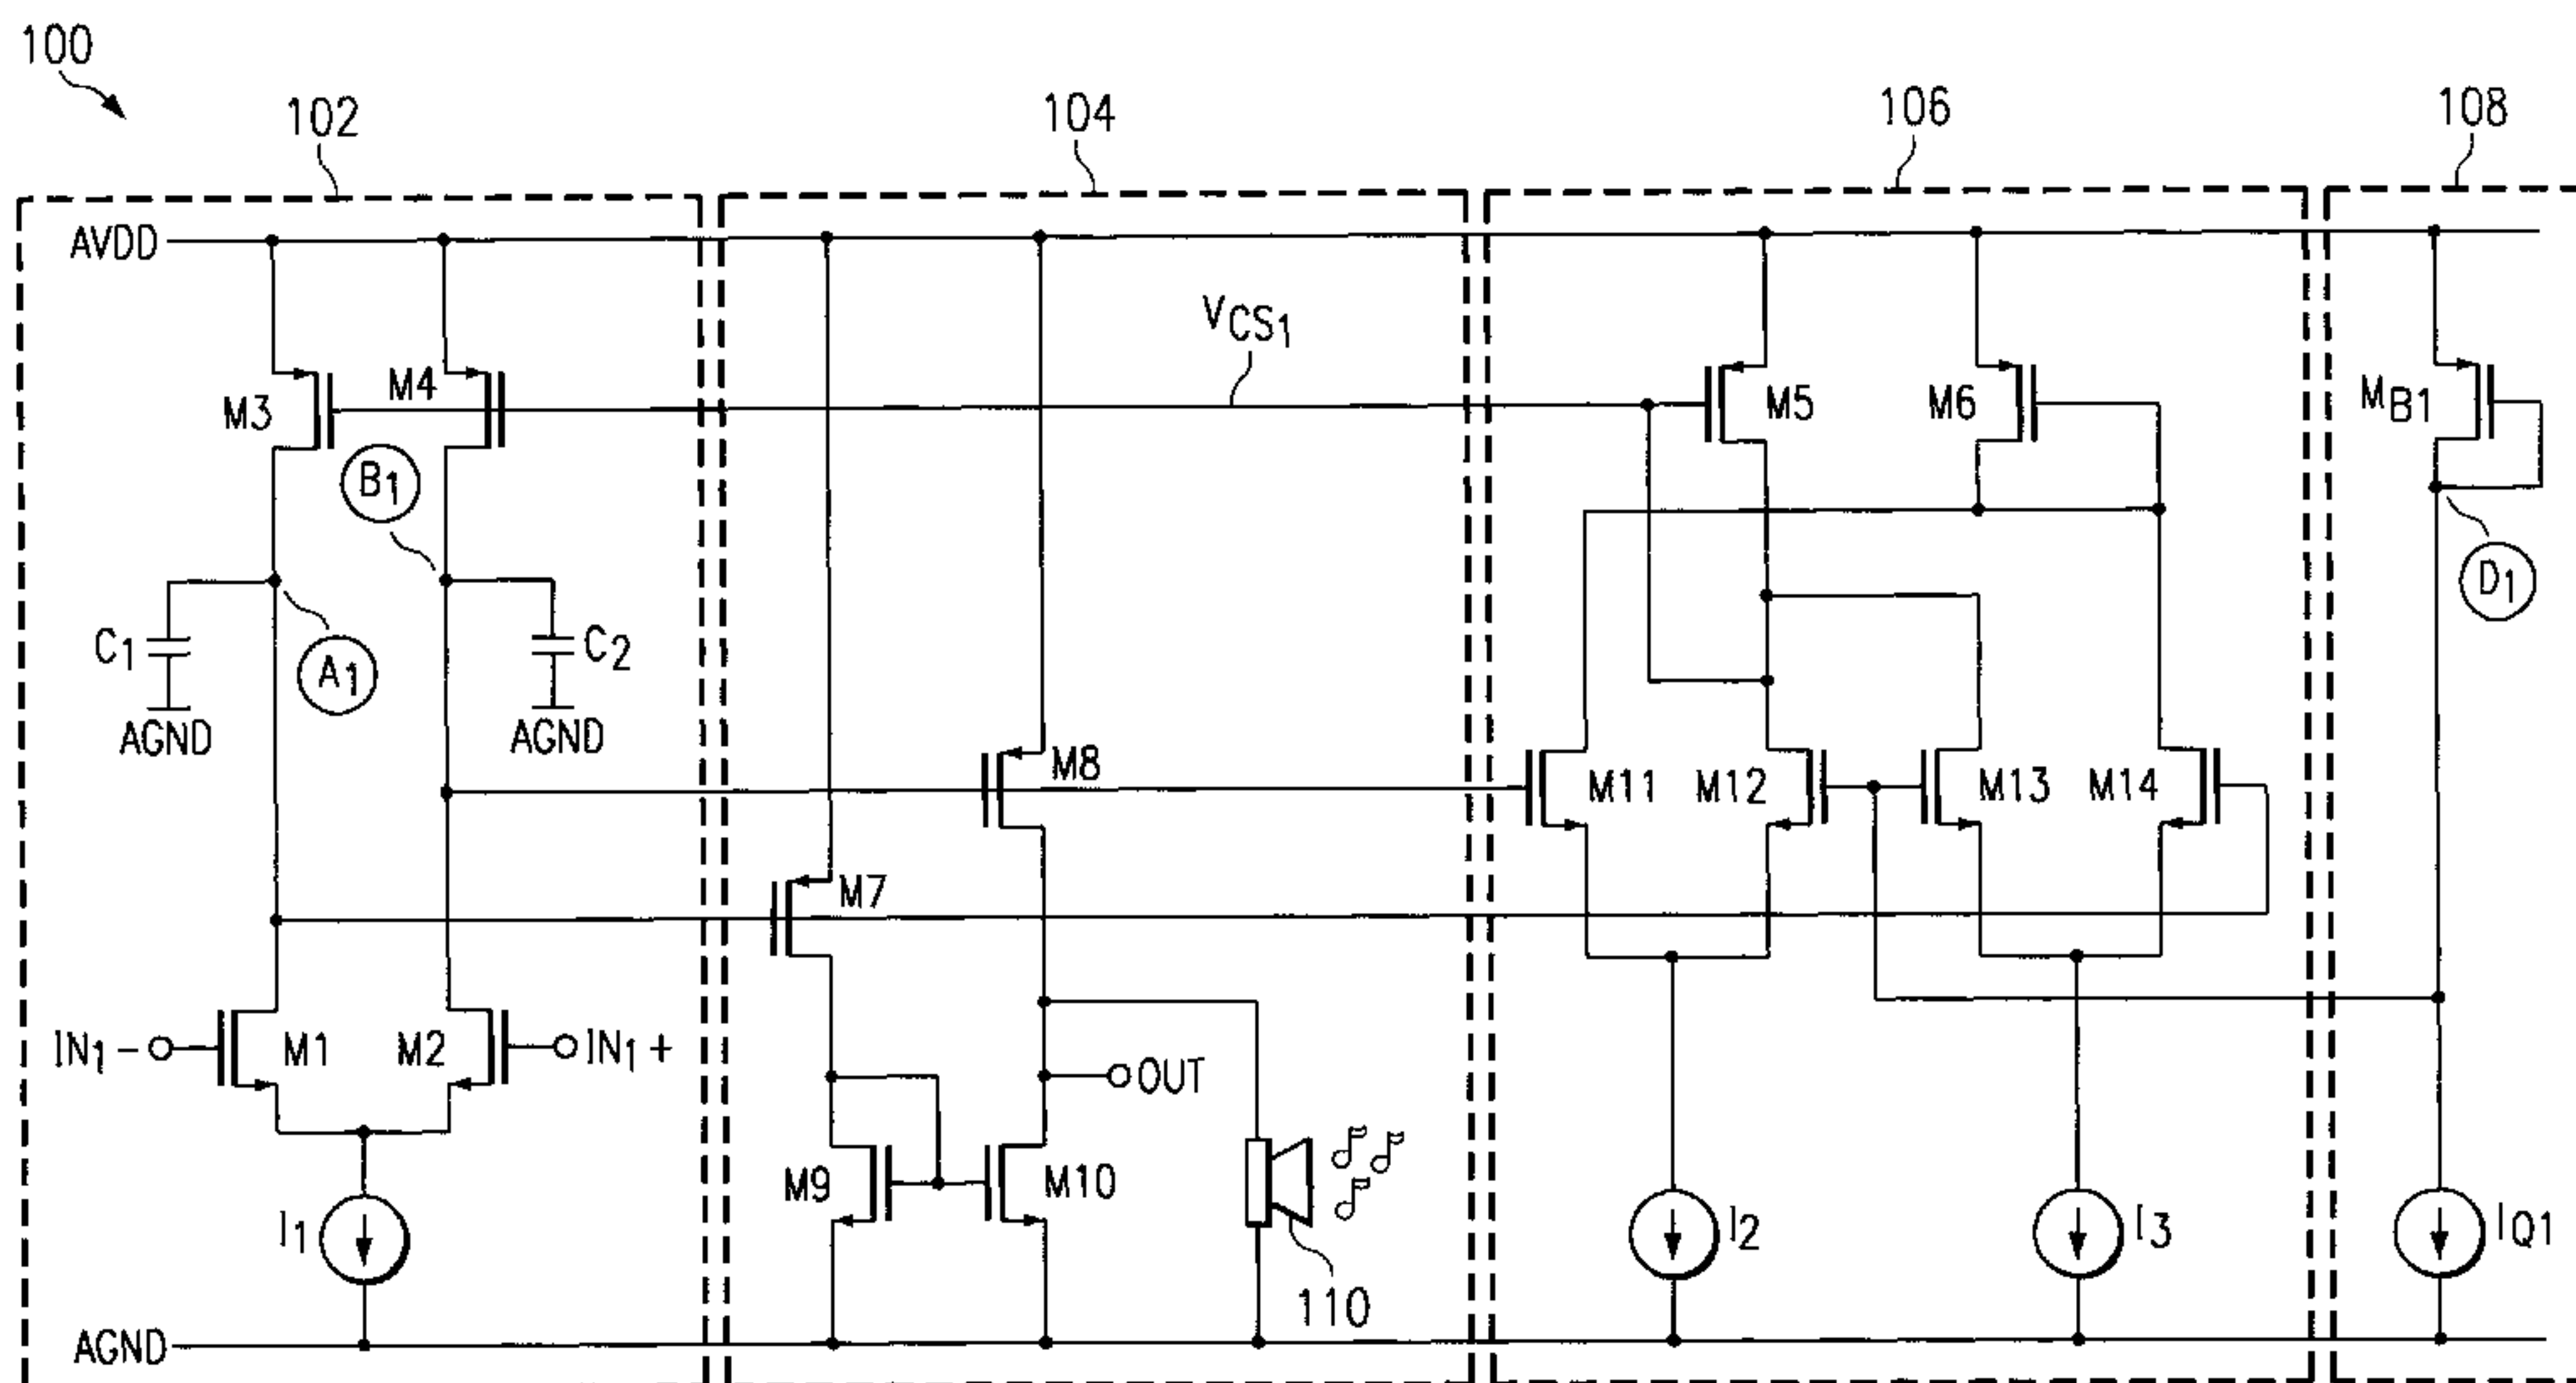 100
102
104
106
108
AVDD
VCS1
M3
M4
M5
M6
MB1
B1
D1
C1
A1
C2
AGND
AGND
M8
M11
M12
M13
M14
M7
IN1 -
M1
M2
IN1 +
OUT
M9
M10
I1
I2
I3
IQ1
110
AGND